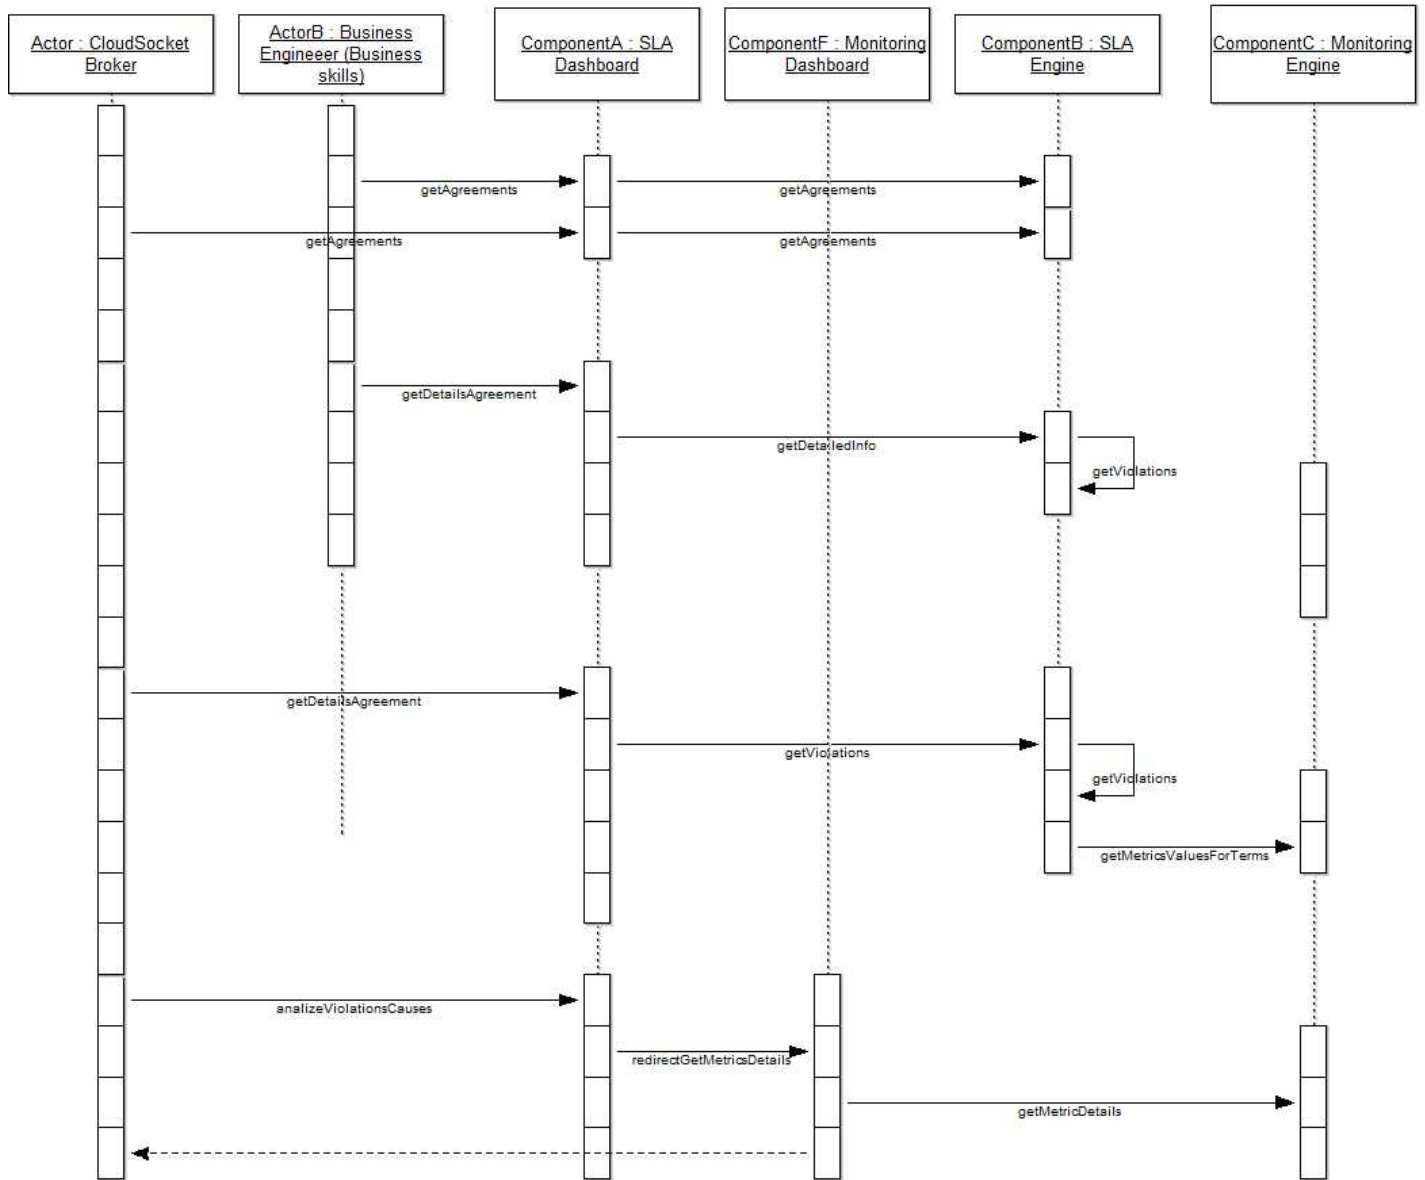 Actor : CloudSocket
Broker
ActorB : Business
Engineeer (Business
skills)
ComponentA : SLA
Dashboard
ComponentF : Monitoring
Dashboard
ComponentB : SLA
Engine
ComponentC : Monitoring
Engine
getAgreements
getAgreements
getAgreements
getAgreements
getDetailsAgreement
getDetailedInfo
getViolations
getDetailsAgreement
getViolations
getViolations
getMetricsValuesForTerms
analizeViolationsCauses
redirectGetMetricsDetails
getMetricDetails